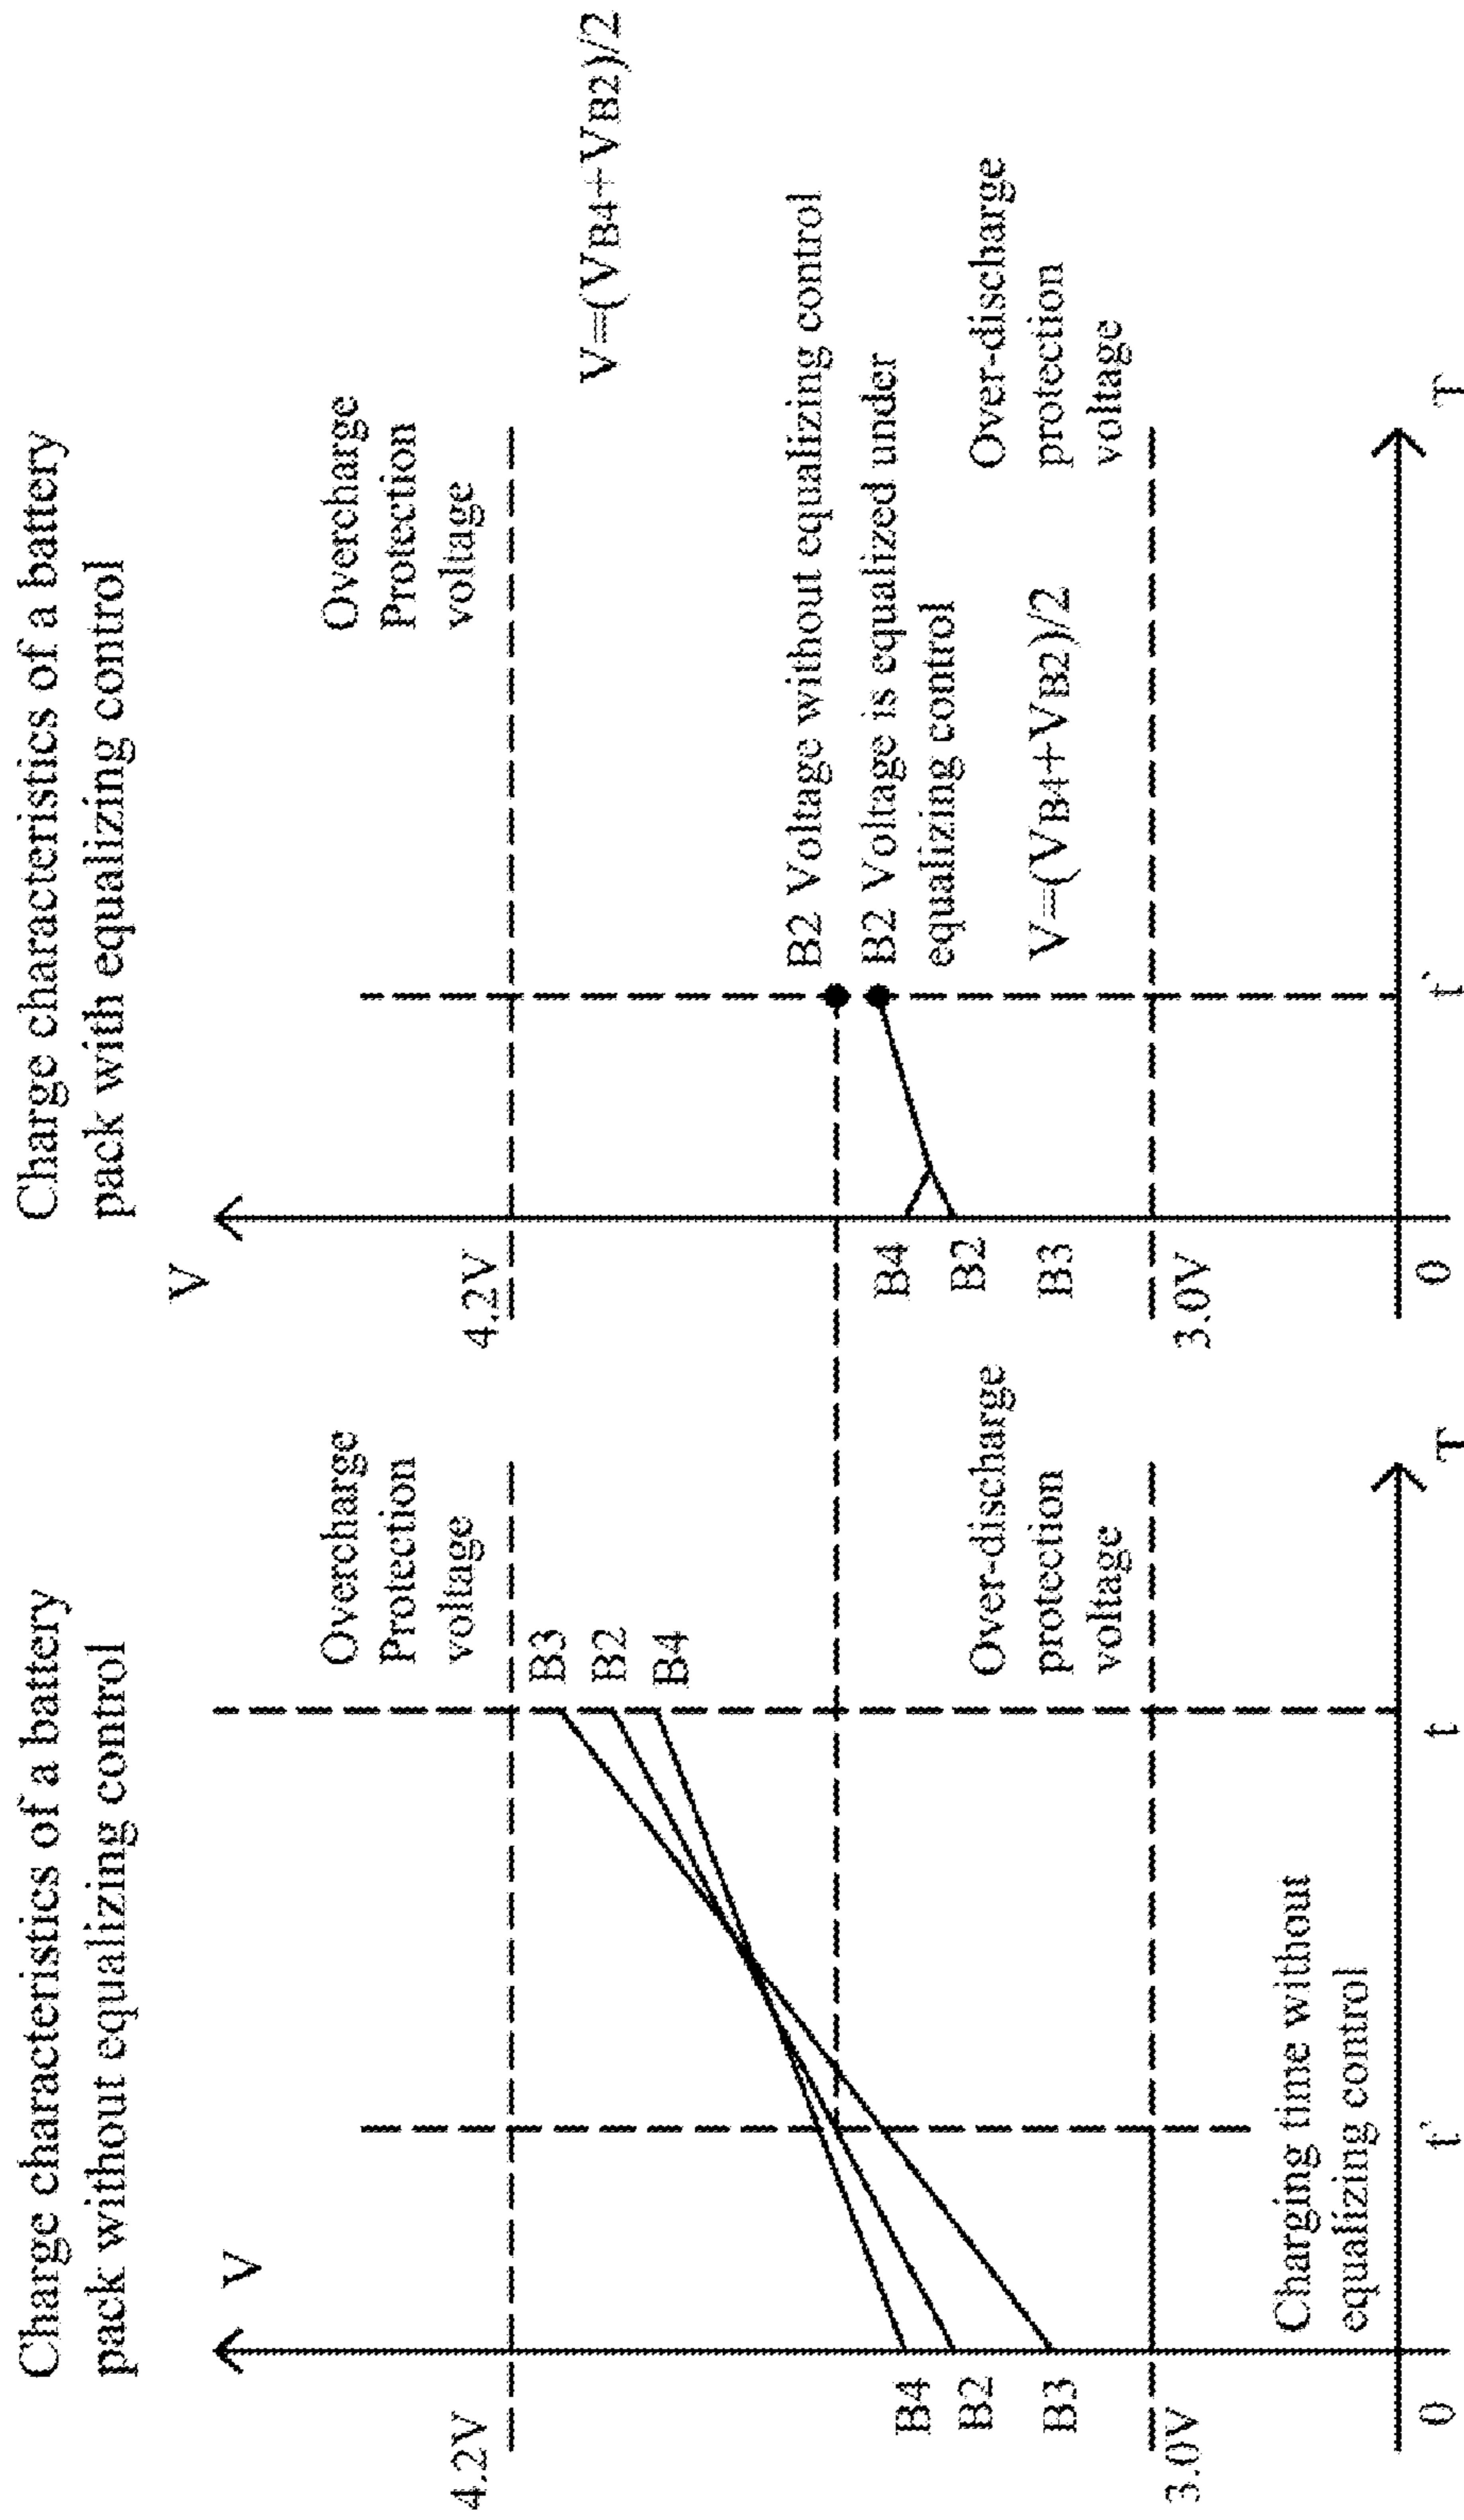 Charge characteristics of a battery
pack without equalizing control
V
4.2V
Overcharge
Protection
voltage
B3
B2
B4
B4
B2
B3
Over-discharge
protection
voltage
3.0V
Charging time without
equalizing control
0
t'
t
T
Charge characteristics of a battery
pack with equalizing control
V
4.2V
Overcharge
Protection
voltage
V=(VB4+VB2)/2
B2 Voltage without equalizing control
B2 Voltage is equalized under
equalizing control
V=(VB4+VB2)/2
B4
B2
B3
Over-discharge
protection
voltage
3.0V
0
t'
T